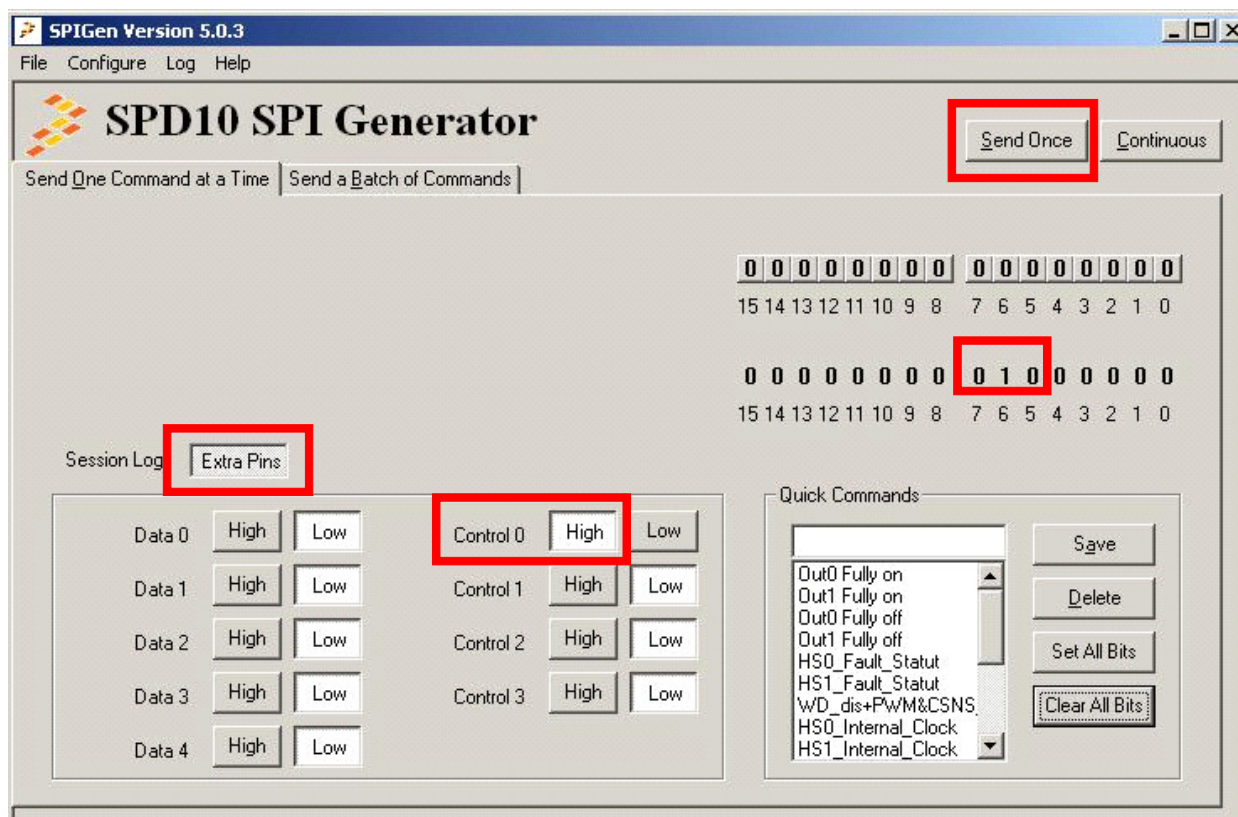 SPIGen Version 5.0.3
File Configure Log Help
SPD10 SPI Generator
Send Once Continuous
Send One Command at a Time Send a Batch of Commands
0 0 0 0 0 0 0 0 0 0 0 0 0 0 0 0
15 14 13 12 11 10 9 8 7 6 5 4 3 2 1 0
0 0 0 0 0 0 0 0 0 1 0 0 0 0 0 0
15 14 13 12 11 10 9 8 7 6 5 4 3 2 1 0
Session Log Extra Pins
Data 0 High Low Control 0 High Low
Data 1 High Low Control 1 High Low
Data 2 High Low Control 2 High Low
Data 3 High Low Control 3 High Low
Data 4 High Low
Quick Commands
Out0 Fully on
Out1 Fully on
Out0 Fully off
Out1 Fully off
HS0_Fault_Statut
HS1_Fault_Statut
WD_dis+PWM&CSNS_
HS0_Internal_Clock
HS1_Internal_Clock
Save
Delete
Set All Bits
Clear All Bits